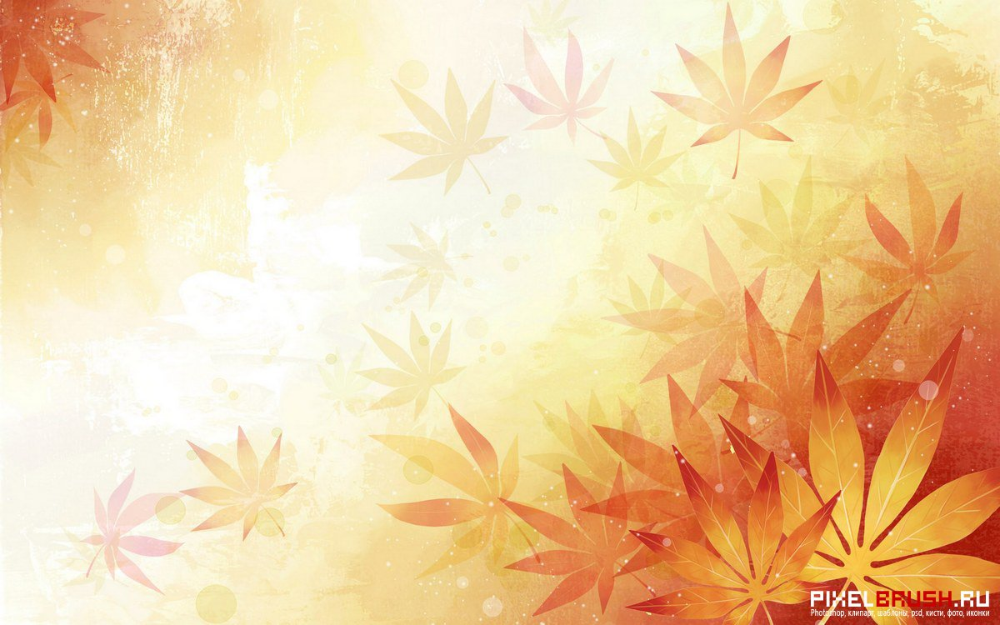 PIXELBRUSH.RU
Photoshop, клипарт, шаблоны, psd, кисти, фото, иконки